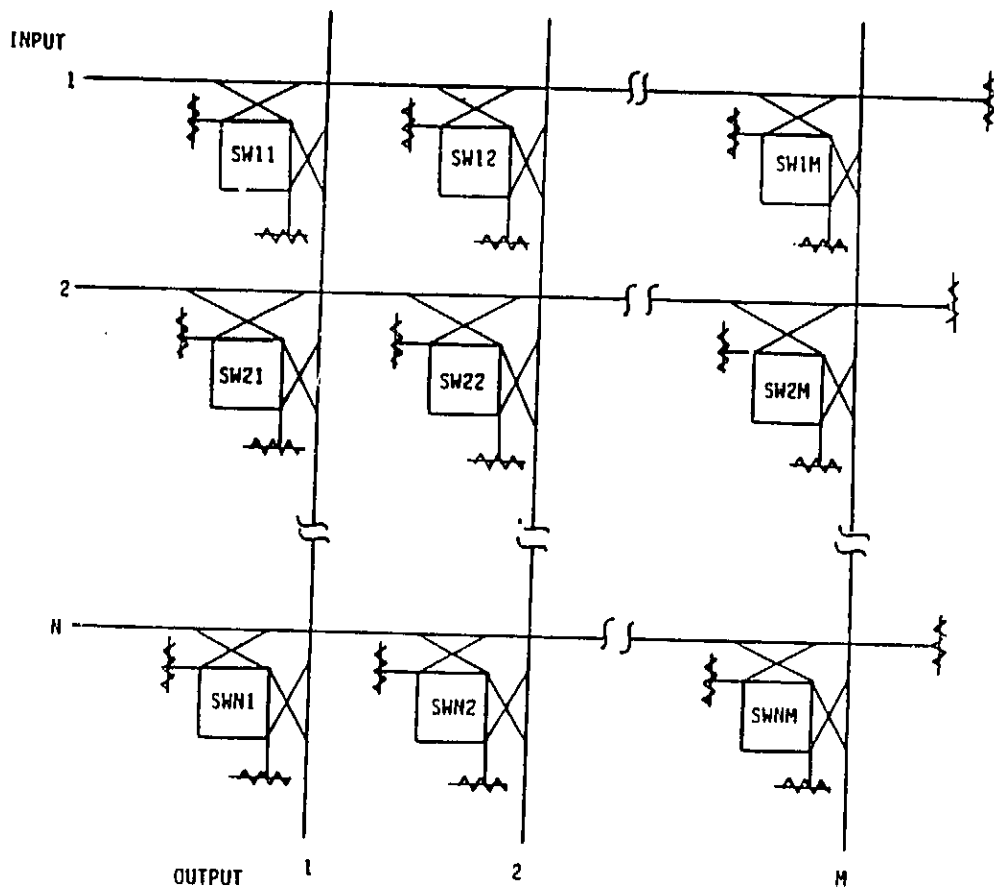 INPUT
1
SW11 SW12 SW1M
2
SW21 SW22 SW2M
N
SWN1 SWN2 SWNM
OUTPUT 1 2 M